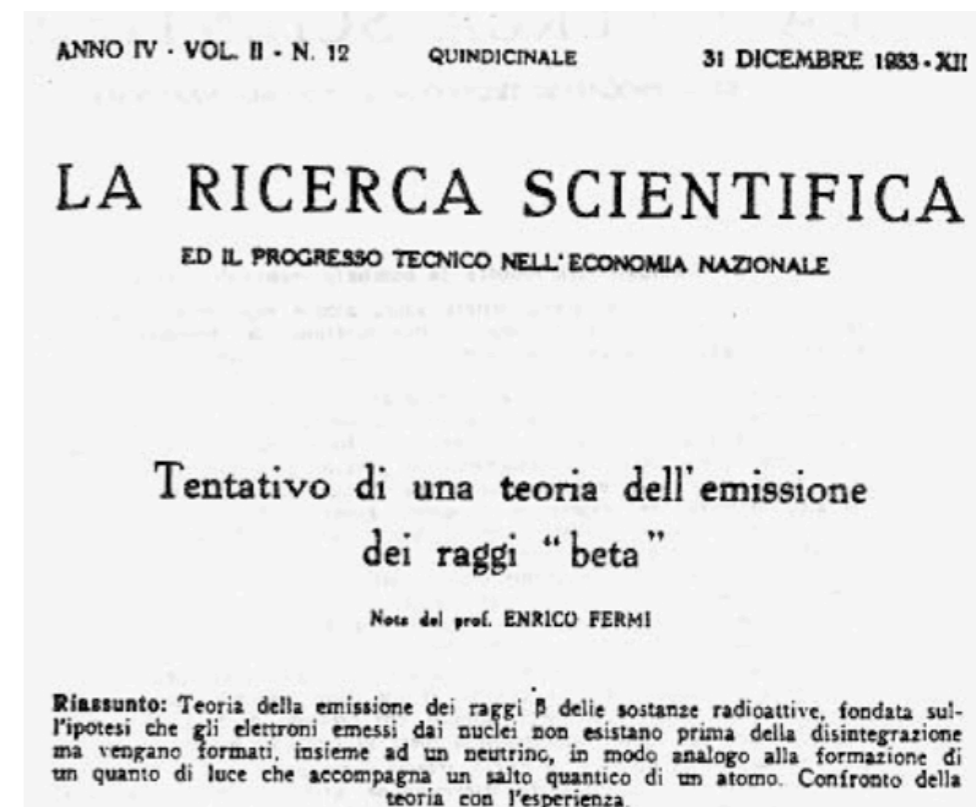 ANNO IV - VOL. II - N. 12 QUINDICINALE 31 DICEMBRE 1933 - XII
LA RICERCA SCIENTIFICA
ED IL PROGRESSO TECNICO NELL'ECONOMIA NAZIONALE
Tentativo di una teoria dell'emissione
dei raggi "beta"
Note del prof. ENRICO FERMI
Riassunto: Teoria della emissione dei raggi β delle sostanze radioattive, fondata sul-
l'ipotesi che gli elettroni emessi dai nuclei non esistano prima della disintegrazione
ma vengano formati, insieme ad un neutrino, in modo analogo alla formazione di
un quanto di luce che accompagna un salto quantico di un atomo. Confronto della
teoria con l'esperienza.